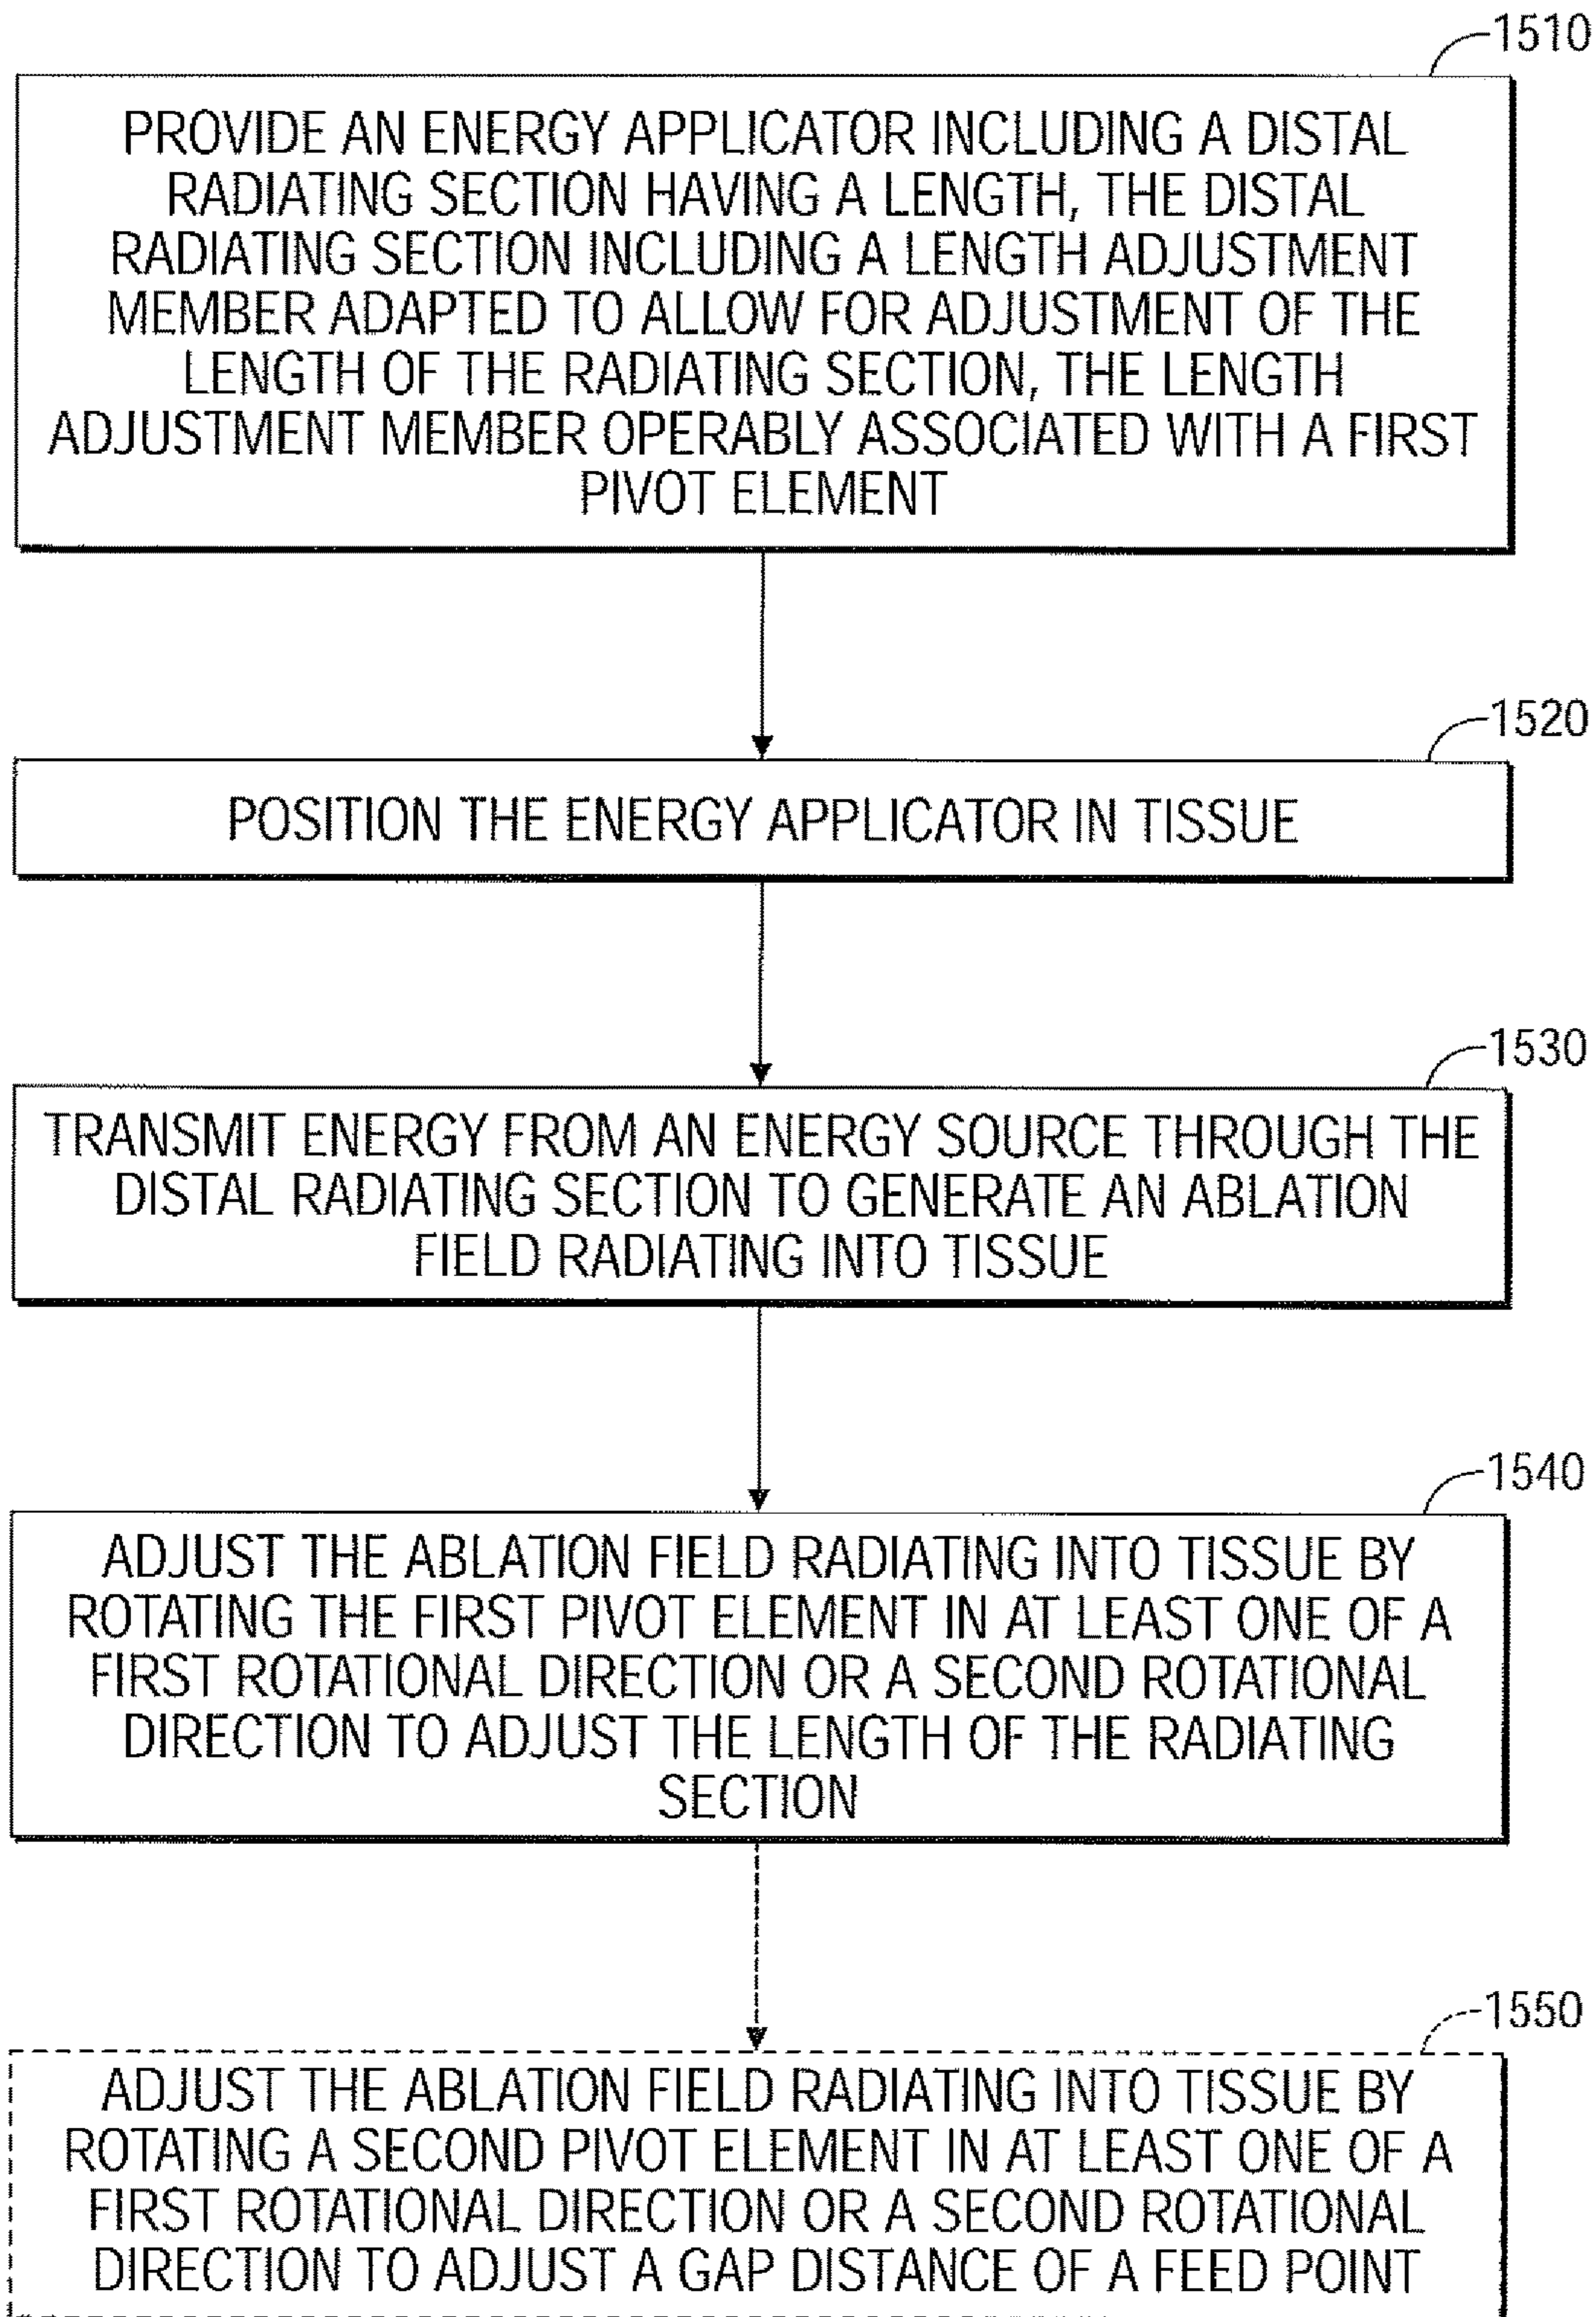 1510
PROVIDE AN ENERGY APPLICATOR INCLUDING A DISTAL
RADIATING SECTION HAVING A LENGTH, THE DISTAL
RADIATING SECTION INCLUDING A LENGTH ADJUSTMENT
MEMBER ADAPTED TO ALLOW FOR ADJUSTMENT OF THE
LENGTH OF THE RADIATING SECTION, THE LENGTH
ADJUSTMENT MEMBER OPERABLY ASSOCIATED WITH A FIRST
PIVOT ELEMENT
1520
POSITION THE ENERGY APPLICATOR IN TISSUE
1530
TRANSMIT ENERGY FROM AN ENERGY SOURCE THROUGH THE
DISTAL RADIATING SECTION TO GENERATE AN ABLATION
FIELD RADIATING INTO TISSUE
1540
ADJUST THE ABLATION FIELD RADIATING INTO TISSUE BY
ROTATING THE FIRST PIVOT ELEMENT IN AT LEAST ONE OF A
FIRST ROTATIONAL DIRECTION OR A SECOND ROTATIONAL
DIRECTION TO ADJUST THE LENGTH OF THE RADIATING
SECTION
1550
ADJUST THE ABLATION FIELD RADIATING INTO TISSUE BY
ROTATING A SECOND PIVOT ELEMENT IN AT LEAST ONE OF A
FIRST ROTATIONAL DIRECTION OR A SECOND ROTATIONAL
DIRECTION TO ADJUST A GAP DISTANCE OF A FEED POINT